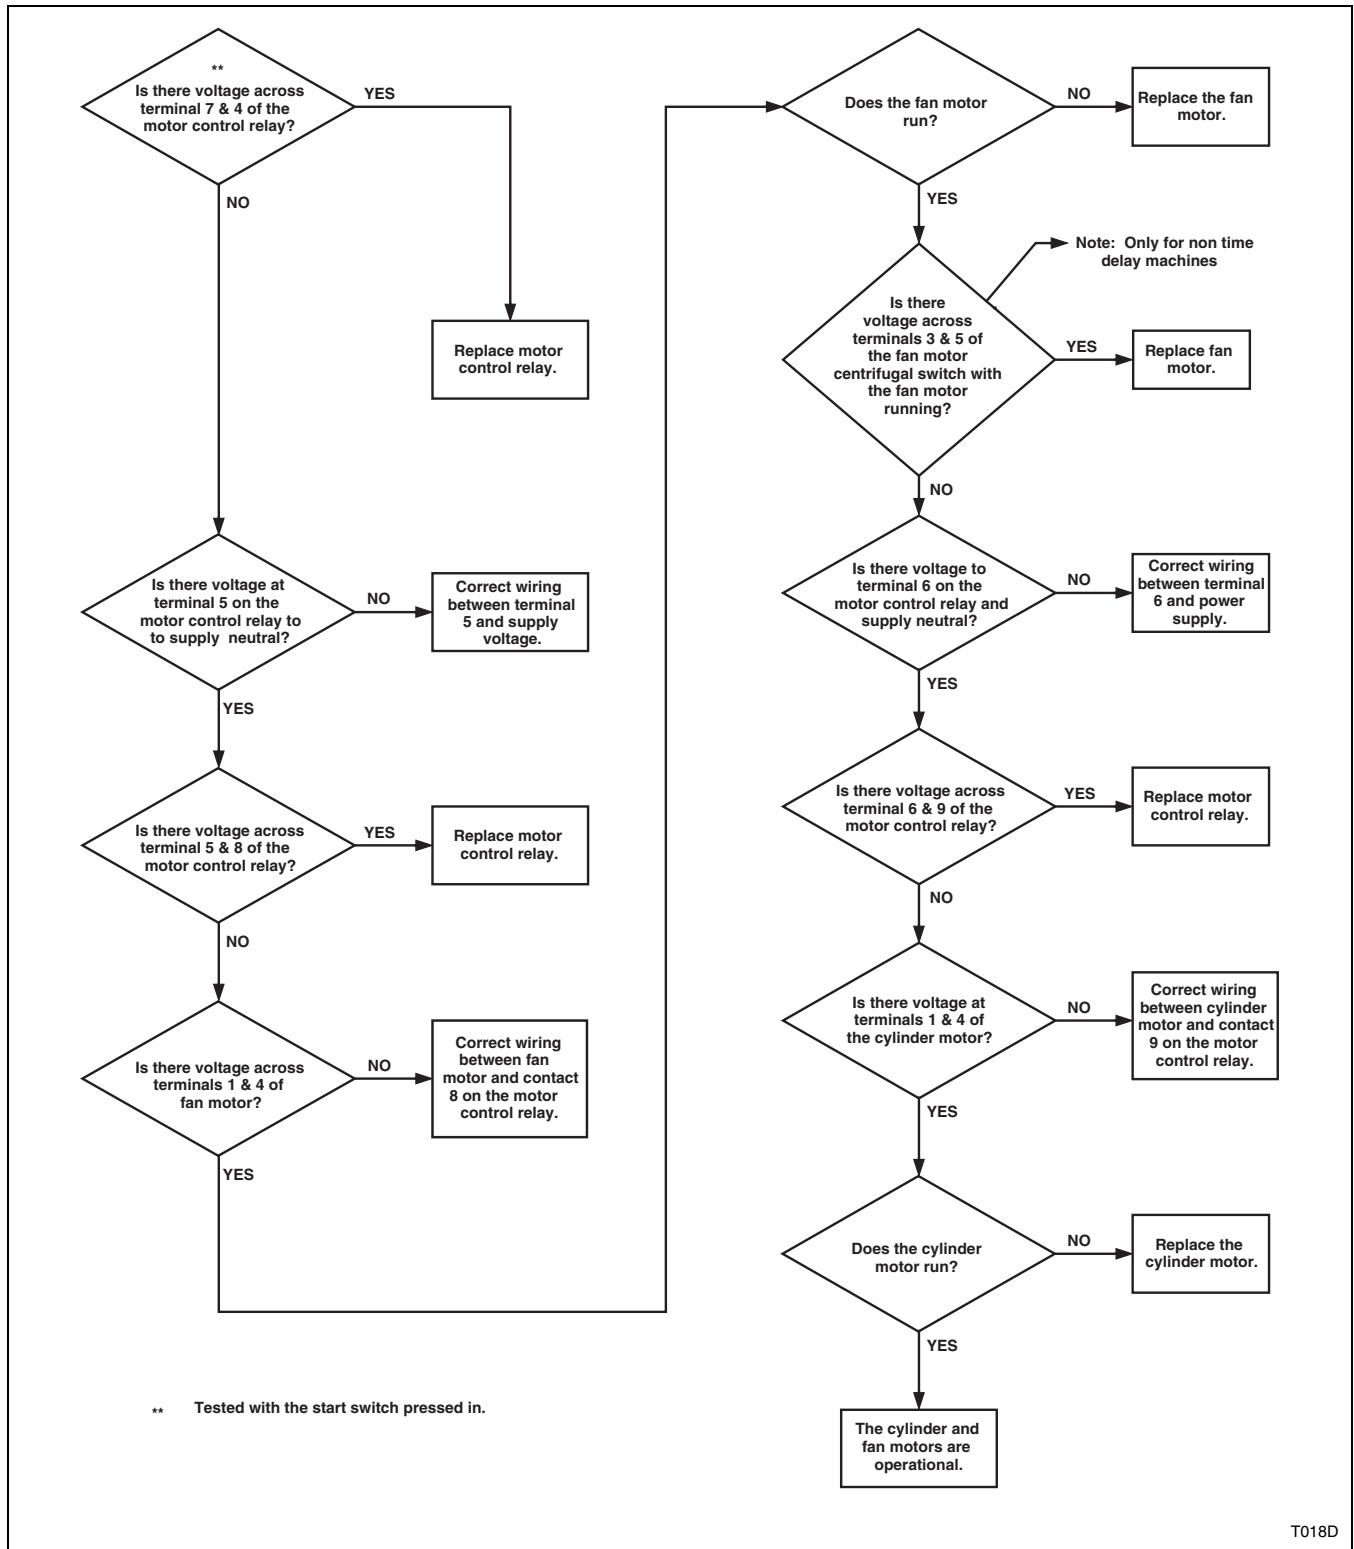 **
Is there voltage across
terminal 7 & 4 of the
motor control relay?
YES
NO
Replace motor
control relay.
Is there voltage at
terminal 5 on the
motor control relay to
to supply neutral?
NO
Correct wiring
between terminal
5 and supply
voltage.
YES
Is there voltage across
terminal 5 & 8 of the
motor control relay?
YES
Replace motor
control relay.
NO
Is there voltage across
terminals 1 & 4 of
fan motor?
NO
Correct wiring
between fan
motor and contact
8 on the motor
control relay.
YES
Does the fan motor
run?
NO
Replace the fan
motor.
YES
Note: Only for non time
delay machines
Is there
voltage across
terminals 3 & 5 of
the fan motor
centrifugal switch with
the fan motor
running?
YES
Replace fan
motor.
NO
Is there voltage to
terminal 6 on the
motor control relay and
supply neutral?
NO
Correct wiring
between terminal
6 and power
supply.
YES
Is there voltage across
terminal 6 & 9 of the
motor control relay?
YES
Replace motor
control relay.
NO
Is there voltage at
terminals 1 & 4 of
the cylinder motor?
NO
Correct wiring
between cylinder
motor and contact
9 on the motor
control relay.
YES
Does the cylinder
motor run?
NO
Replace the
cylinder motor.
YES
The cylinder and
fan motors are
operational.
** Tested with the start switch pressed in.
T018D